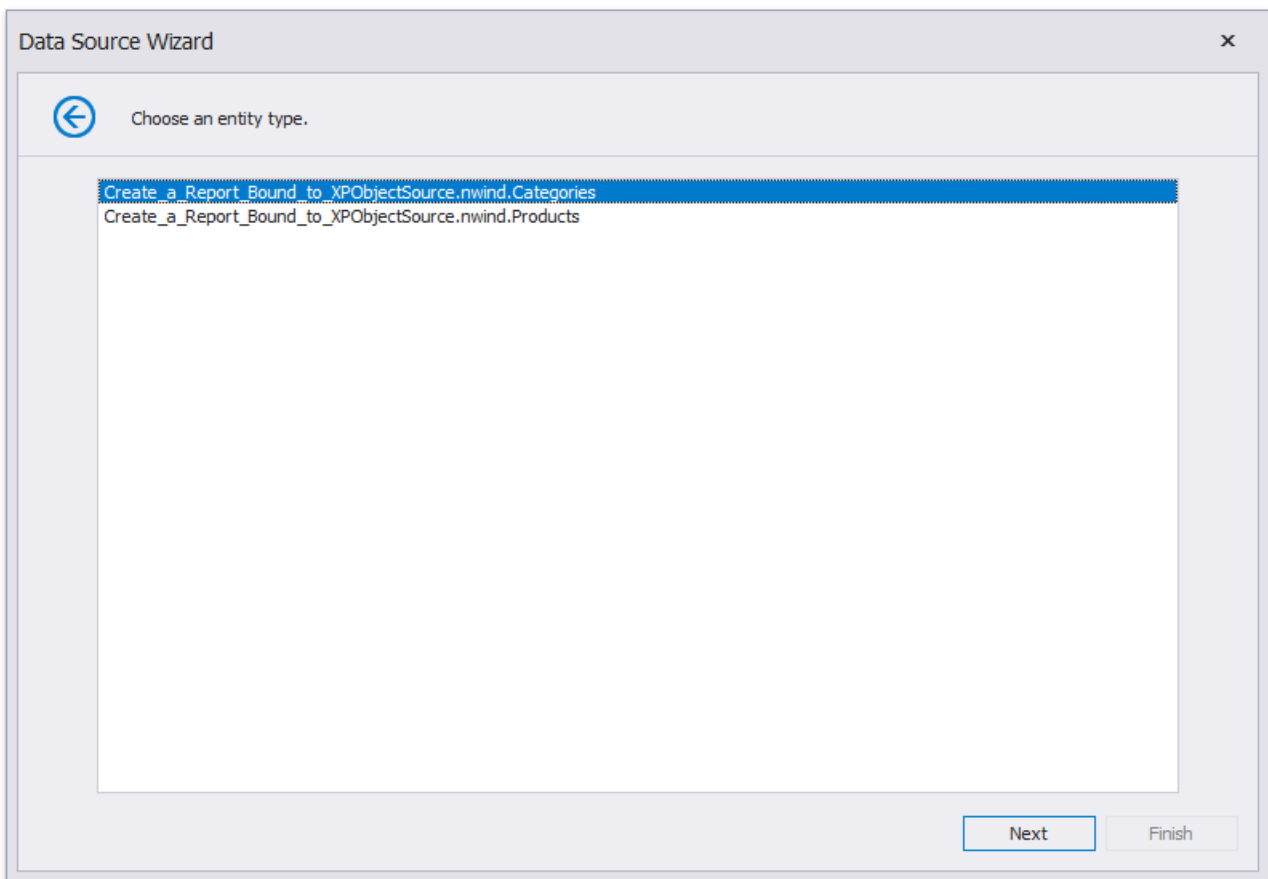 Data Source Wizard
Choose an entity type.
Create_a_Report_Bound_to_XPObjectSource.nwind.Categories
Create_a_Report_Bound_to_XPObjectSource.nwind.Products
Next Finish